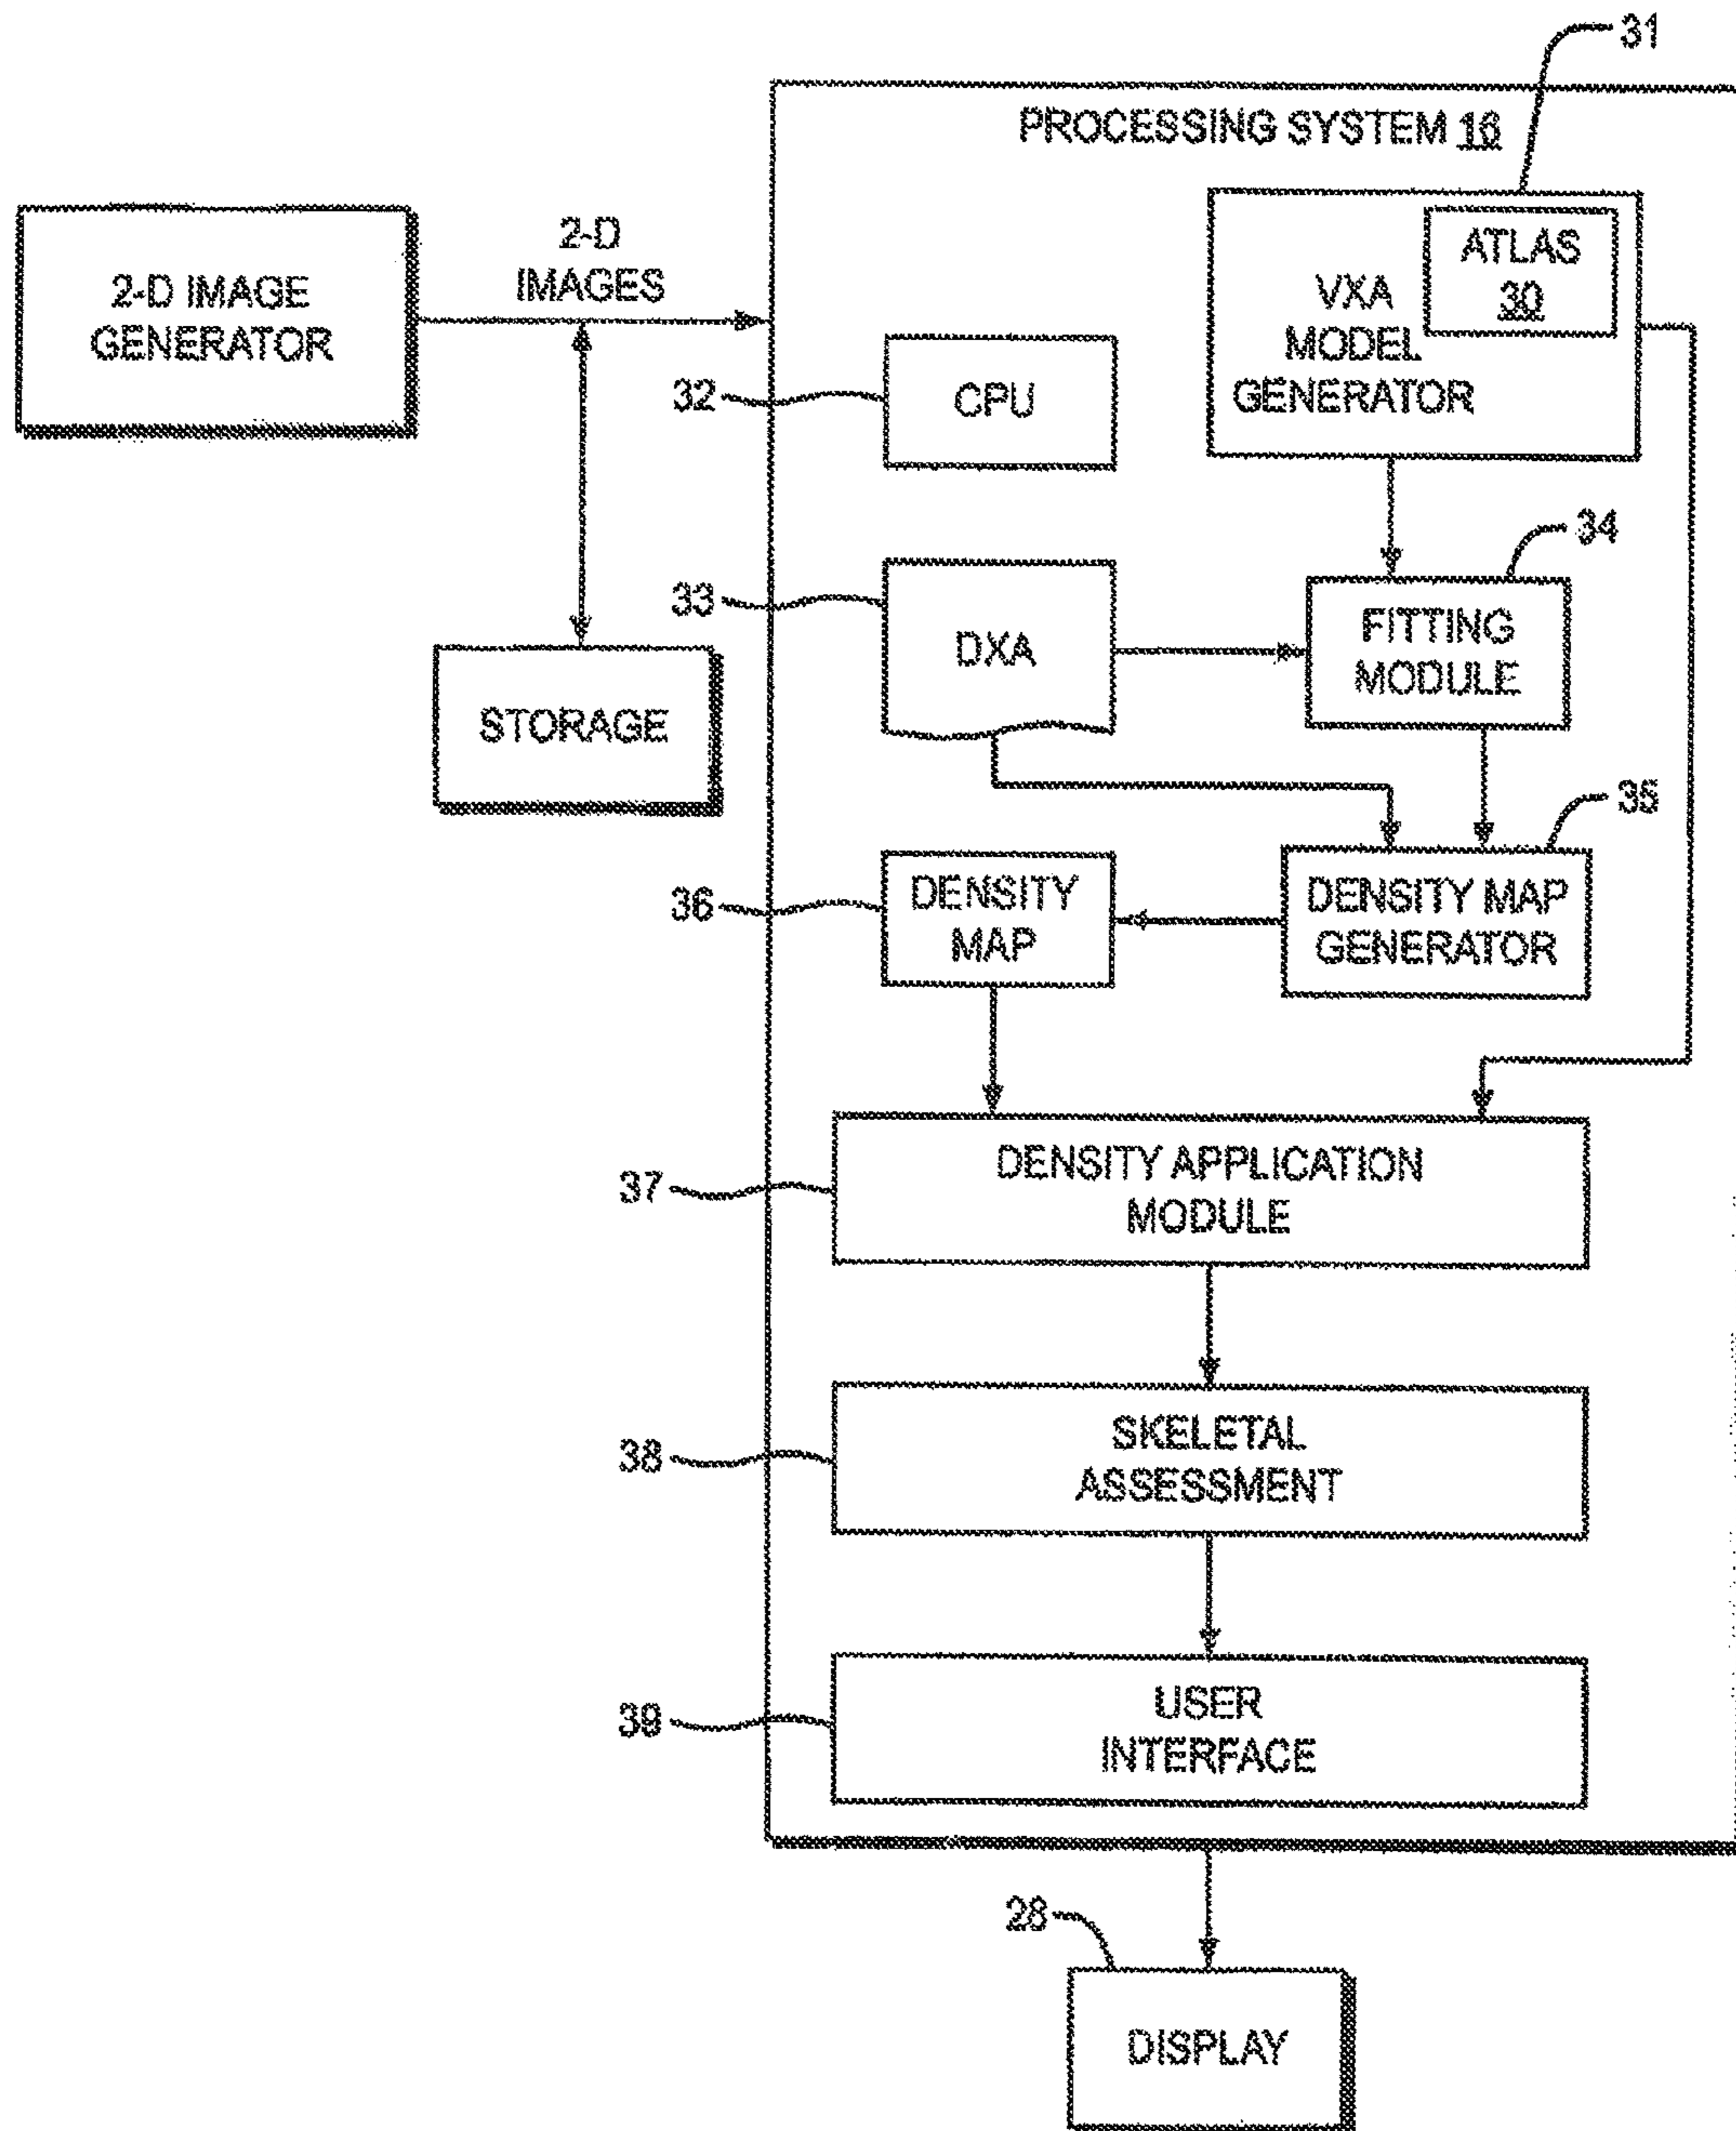 31
PROCESSING SYSTEM 16
2-D IMAGE
GENERATOR
2-D
IMAGES
ATLAS
30
VXA
MODEL
GENERATOR
32
CPU
34
33
DXA
FITTING
MODULE
STORAGE
35
36
DENSITY
MAP
DENSITY MAP
GENERATOR
37
DENSITY APPLICATION
MODULE
38
SKELETAL
ASSESSMENT
39
USER
INTERFACE
28
DISPLAY